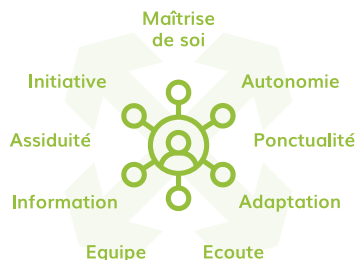 Maîtrise
de soi
Initiative
Autonomie
Assiduité
Ponctualité
Information
Adaptation
Equipe
Ecoute